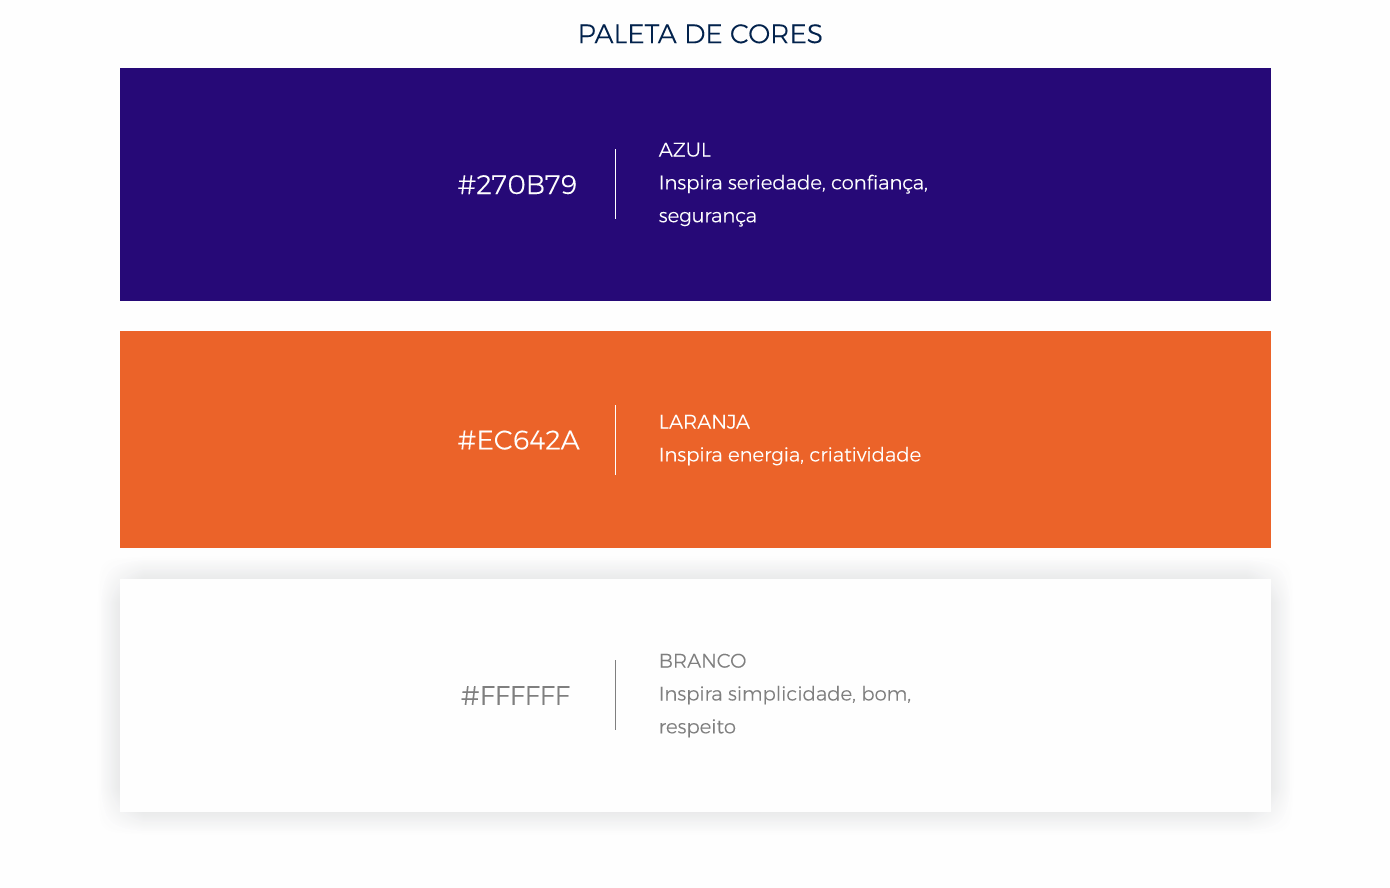 PALETA DE CORES
#270B79
AZUL
Inspira seriedade, confiança,
segurança
#EC642A
LARANJA
Inspira energia, criatividade
#FFFFFF
BRANCO
Inspira simplicidade, bom,
respeito